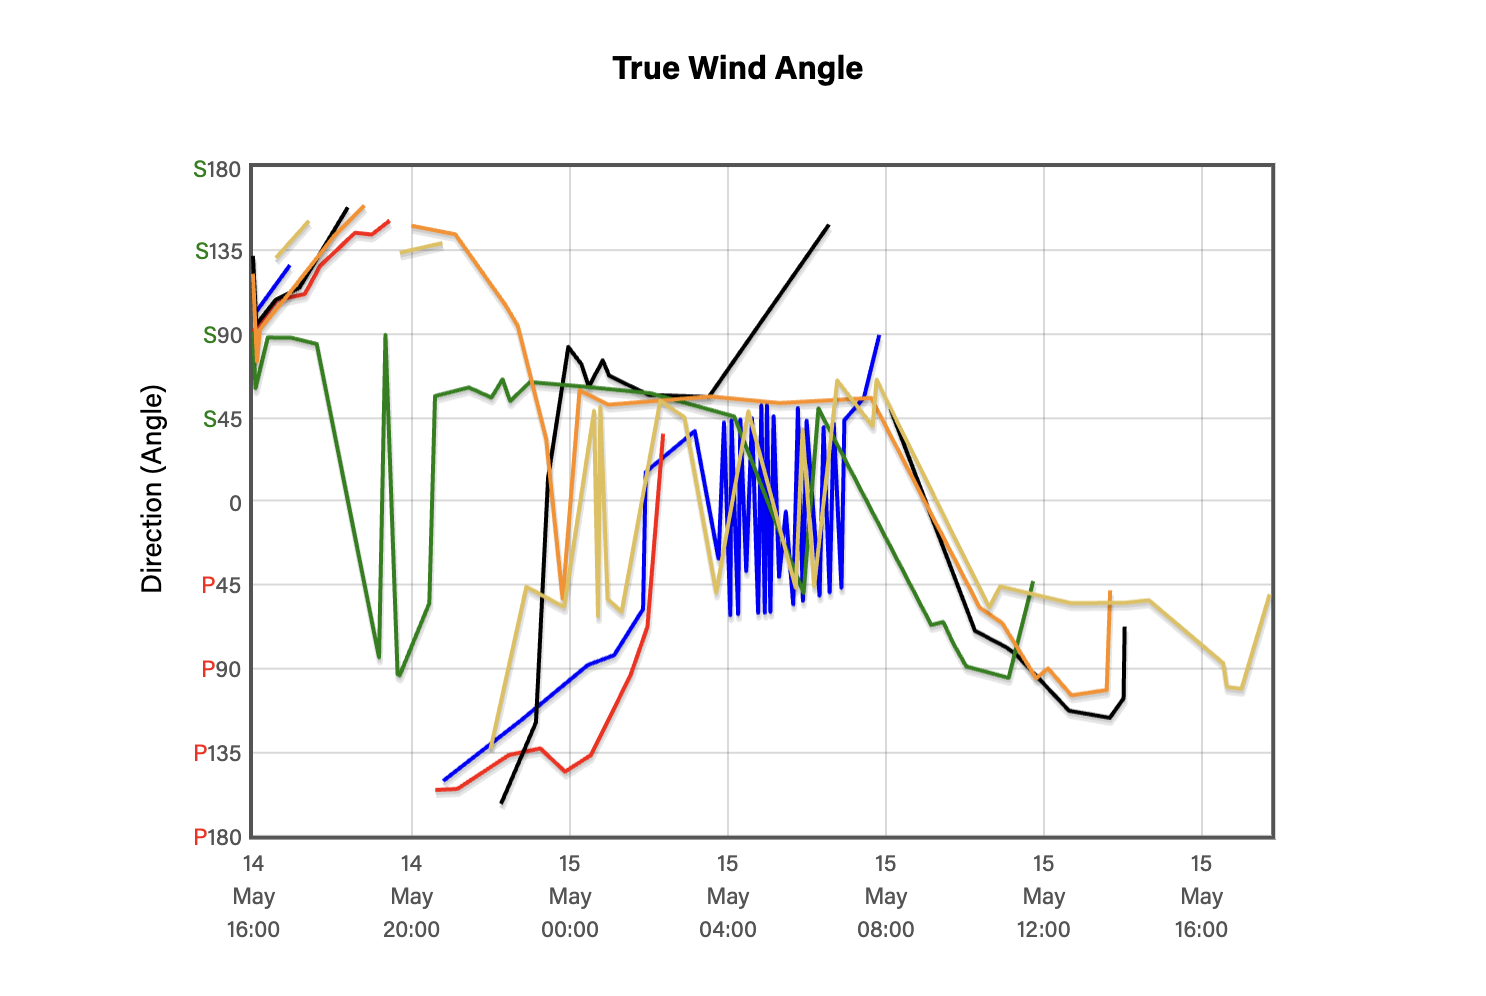 True Wind Angle
Direction (Angle)
S180
S135
S90
S45
0
P45
P90
P135
P180
14 May 16:00
14 May 20:00
15 May 00:00
15 May 04:00
15 May 08:00
15 May 12:00
15 May 16:00